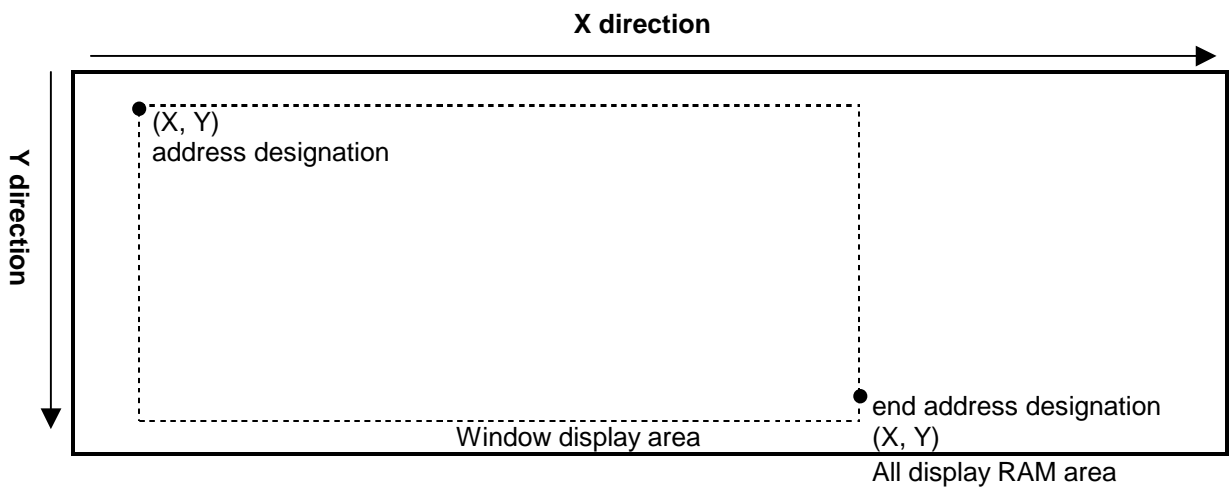 X direction
Y direction
(X, Y)
address designation
end address designation
(X, Y)
Window display area
All display RAM area